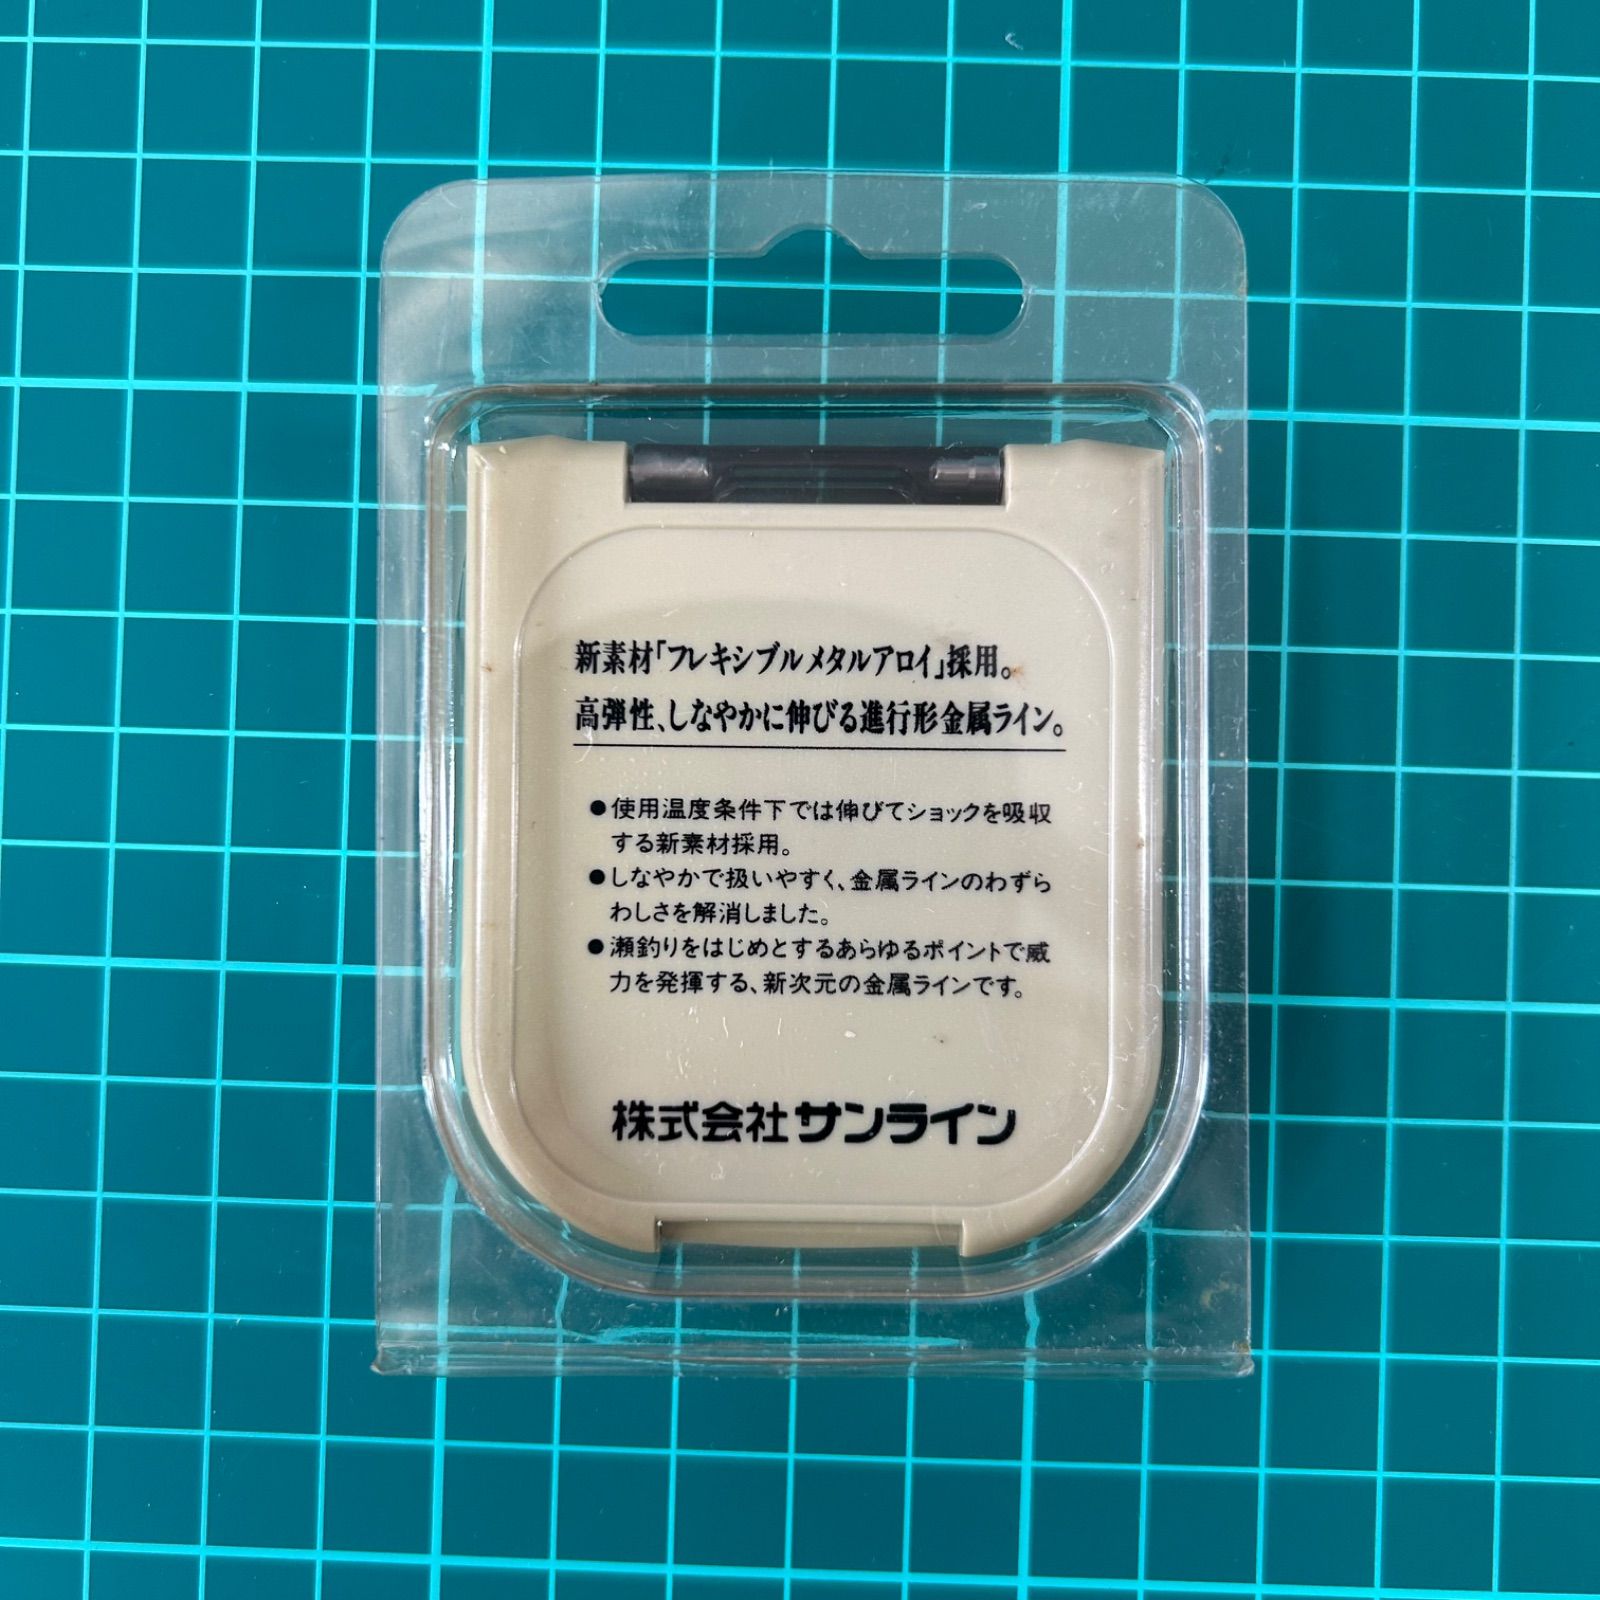 新素材「フレキシブルメタルアロイ」採用。
高弾性、しなやかに伸びる進行形金属ライン。
●使用温度条件下では伸びてショックを吸収
する新素材採用。
●しなやかで扱いやすく、金属ラインのわずら
わしさを解消しました。
●瀬釣りをはじめとするあらゆるポイントで威
力を発揮する、新次元の金属ラインです。
株式会社サンライン